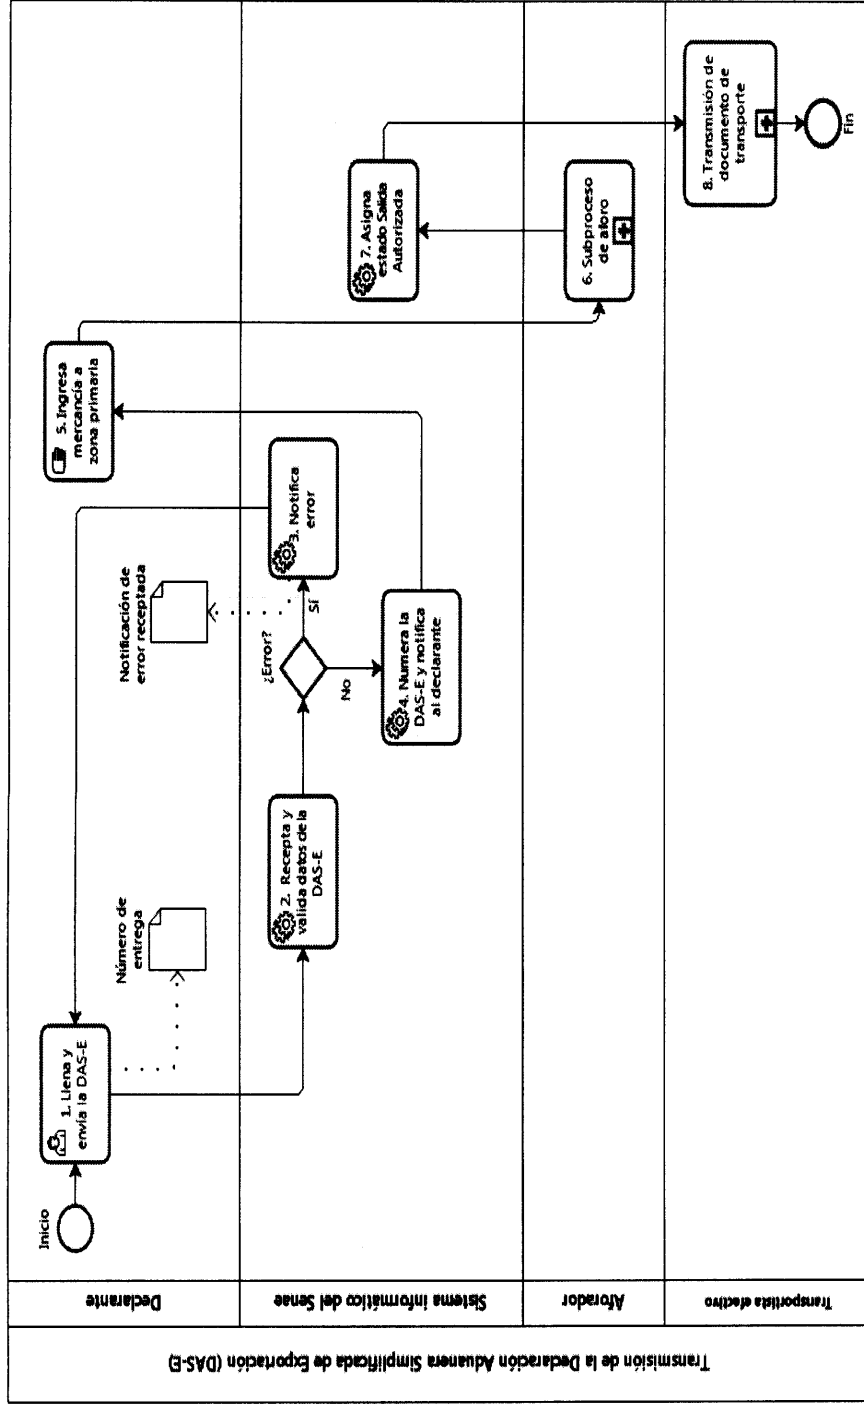 Transmisión de la Declaración Aduanera Simplificada de Exportación (DAS-E)
Declarante
Inicio
1. Llena y
envía la DAS-E
Número de
entrega
Notificación de
error receptada
5. Ingresa
mercancía a
zona primaria
Sistema informático del Senae
2. Recepta y
valida datos de la
DAS-E
¿Error?
Sí
No
3. Notifica
error
4. Numera la
DAS-E y notifica
al declarante
7. Asigna
estado Salida
Autorizada
Aforador
6. Subproceso
de aforo
Transportista efectivo
8. Transmisión de
documento de
transporte
Fin